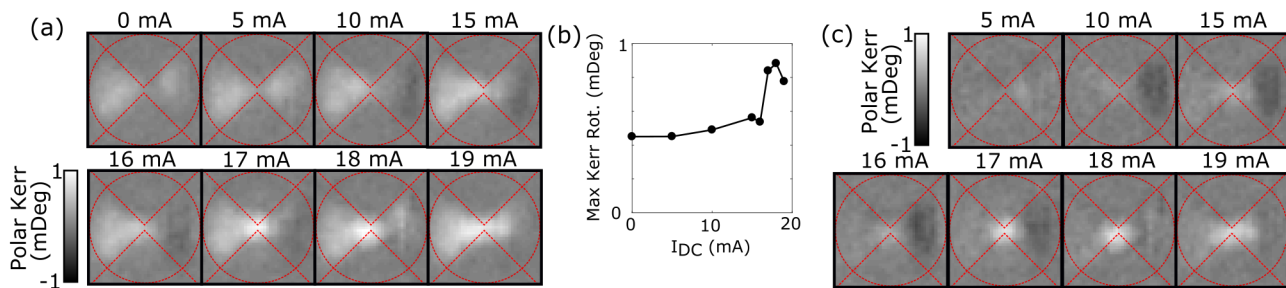 (a)
0 mA
5 mA
10 mA
15 mA
16 mA
17 mA
18 mA
19 mA
1
-1
Polar Kerr
(mDeg)
(b)
Max Kerr Rot. (mDeg)
1
0
0
10
20
IDC (mA)
(c)
Polar Kerr
(mDeg)
1
-1
5 mA
10 mA
15 mA
16 mA
17 mA
18 mA
19 mA